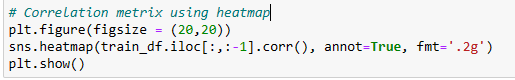 # Correlation metrix using heatmap
plt.figure(figsize = (20,20))
sns.heatmap(train_df.iloc[:,:-1].corr(), annot=True, fmt='.2g')
plt.show()